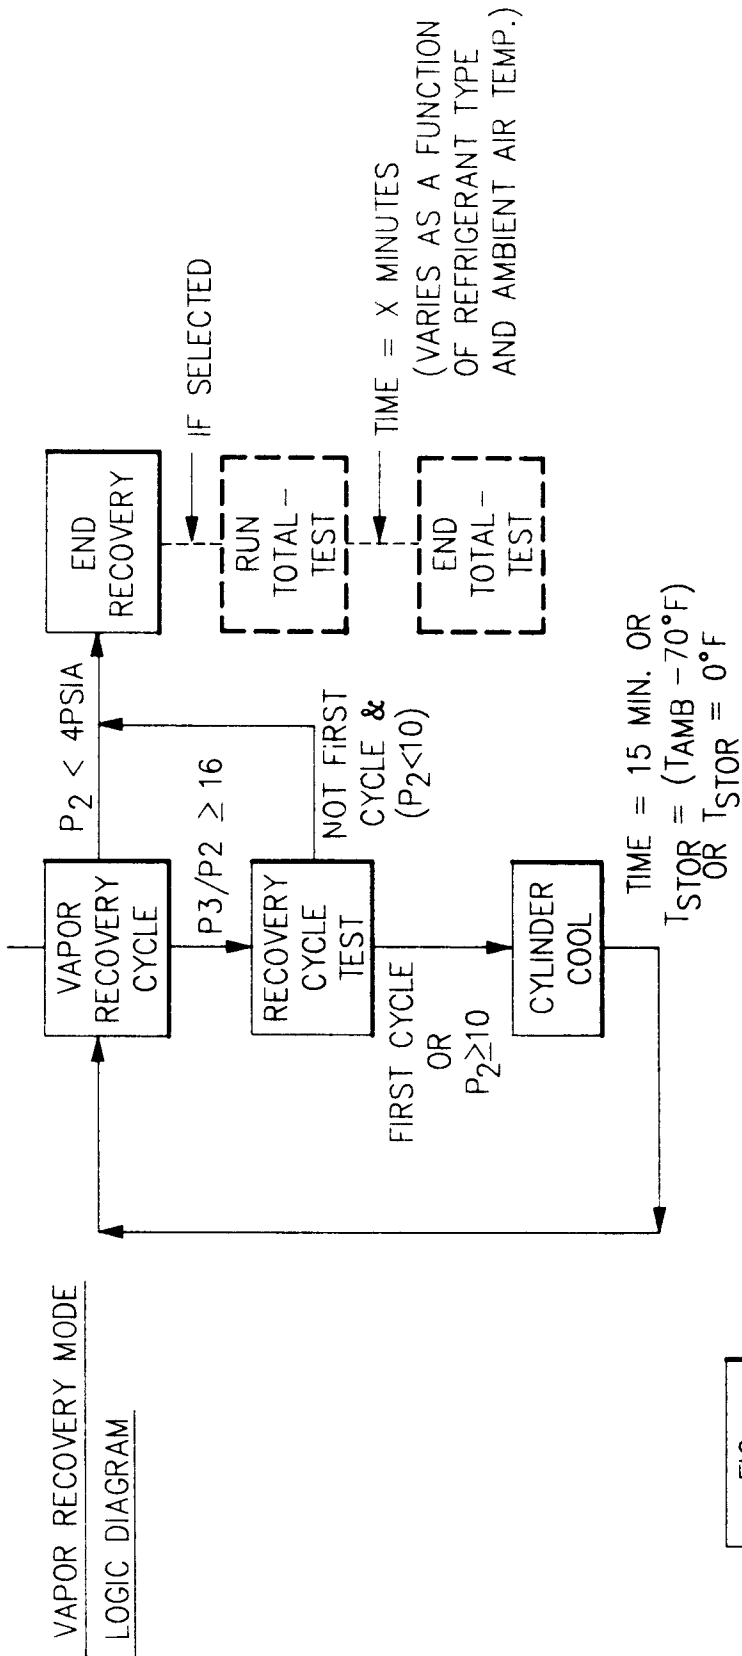 VAPOR RECOVERY MODE
LOGIC DIAGRAM
VAPOR
RECOVERY
CYCLE
P2 < 4PSIA
END
RECOVERY
IF SELECTED
P3/P2 ≥ 16
RECOVERY
CYCLE
TEST
NOT FIRST
CYCLE &
(P2<10)
RUN
TOTAL-
TEST
TIME = X MINUTES
(VARIES AS A FUNCTION
OF REFRIGERANT TYPE
AND AMBIENT AIR TEMP.)
FIRST CYCLE
OR
P2≥10
END
TOTAL-
TEST
CYLINDER
COOL
TIME = 15 MIN. OR
TSTOR = (TAMB -70°F)
OR TSTOR = 0°F